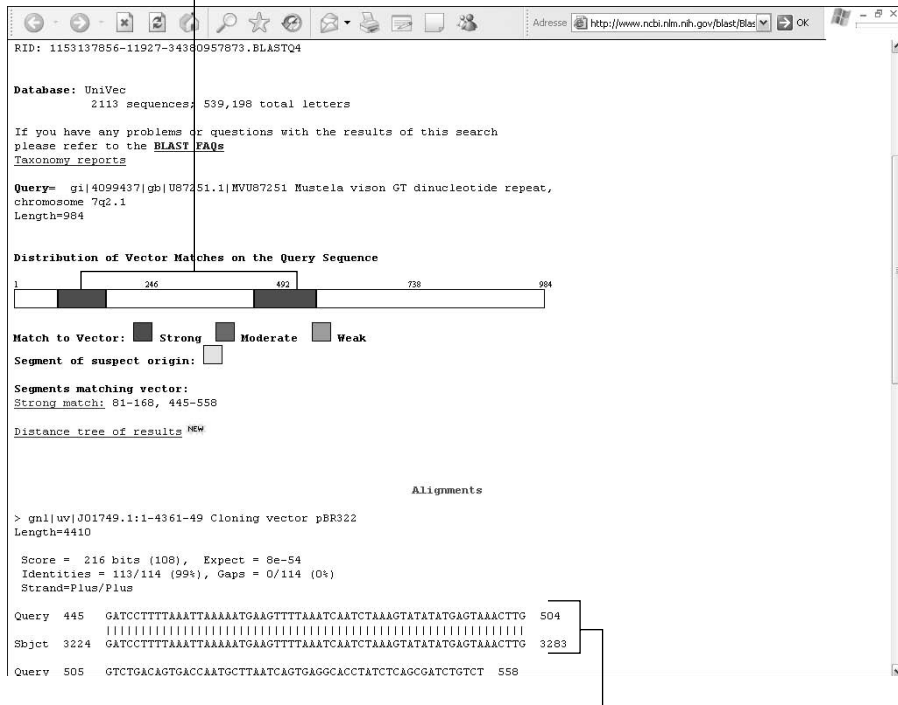 Adresse http://www.ncbi.nlm.nih.gov/blast/Blas OK
RID: 1153137856-11927-34380957873.BLASTQ4
Database: UniVec
2113 sequences; 539,198 total letters
If you have any problems or questions with the results of this search
please refer to the BLAST FAQs
Taxonomy reports
Query= gi|4099437|gb|U87251.1|MVU87251 Mustela vison GT dinucleotide repeat,
chromosome 7q2.1
Length=984
Distribution of Vector Matches on the Query Sequence
1 246 492 738 984
Match to Vector: Strong Moderate Weak
Segment of suspect origin:
Segments matching vector:
Strong match: 81-168, 445-558
Distance tree of results NEW
Alignments
> gnl|uv|J01749.1:1-4361-49 Cloning vector pBR322
Length=4410
Score = 216 bits (108), Expect = 8e-54
Identities = 113/114 (99%), Gaps = 0/114 (0%)
Strand=Plus/Plus
Query 445 GATCCTTTTAAATTAAAAATGAAGTTTTAAATCAATCTAAAGTATATATGAGTAAACTTG 504
||||||||||||||||||||||||||||||||||||||||||||||||||||||||||||
Sbjct 3224 GATCCTTTTAAATTAAAAATGAAGTTTTAAATCAATCTAAAGTATATATGAGTAAACTTG 3283
Query 505 GTCTGACAGTGACCAATGCTTAATCAGTGAGGCACCTATCTCAGCGATCTGTCT 558